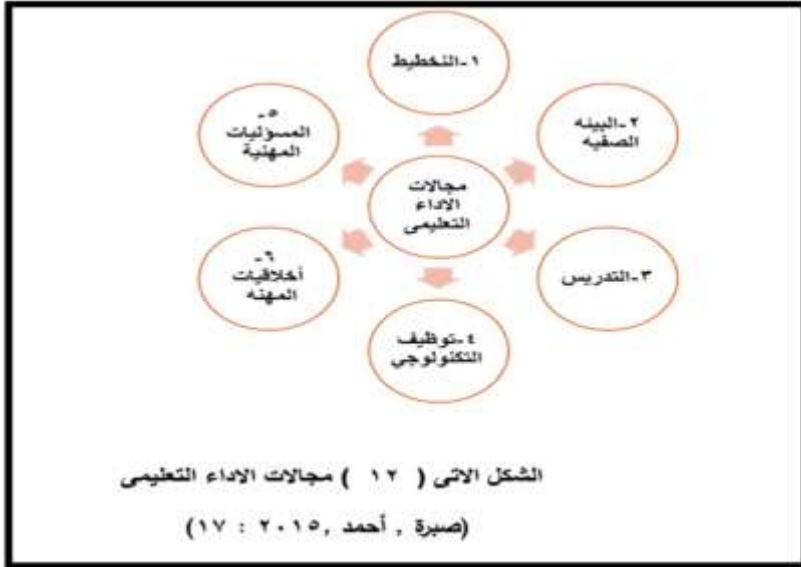 ١-التخطيط
٢-البيئه
الصفيه
٣-التدريس
٤-توظيف
التكنولوجي
٥-
المسؤليات
المهنية
٦-
أخلاقيات
المهنه
مجالات
الاداء
التعليمى
الشكل الاتى ( ١٢ ) مجالات الاداء التعليمى
(صبرة , أحمد ,٢٠١٥ : ١٧)